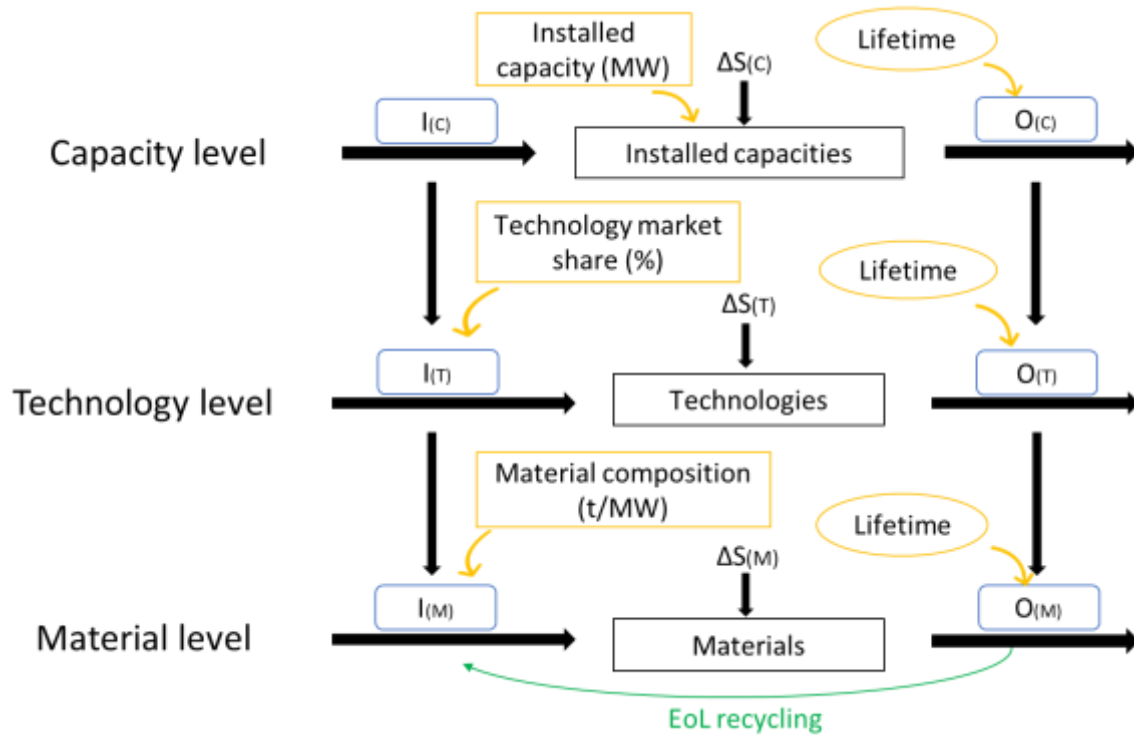 Installed
capacity (MW)
ΔS(C)
Lifetime
I(C)
O(C)
Capacity level
Installed capacities
Technology market
share (%)
Lifetime
ΔS(T)
I(T)
O(T)
Technology level
Technologies
Material composition
(t/MW)
Lifetime
ΔS(M)
I(M)
O(M)
Material level
Materials
EoL recycling